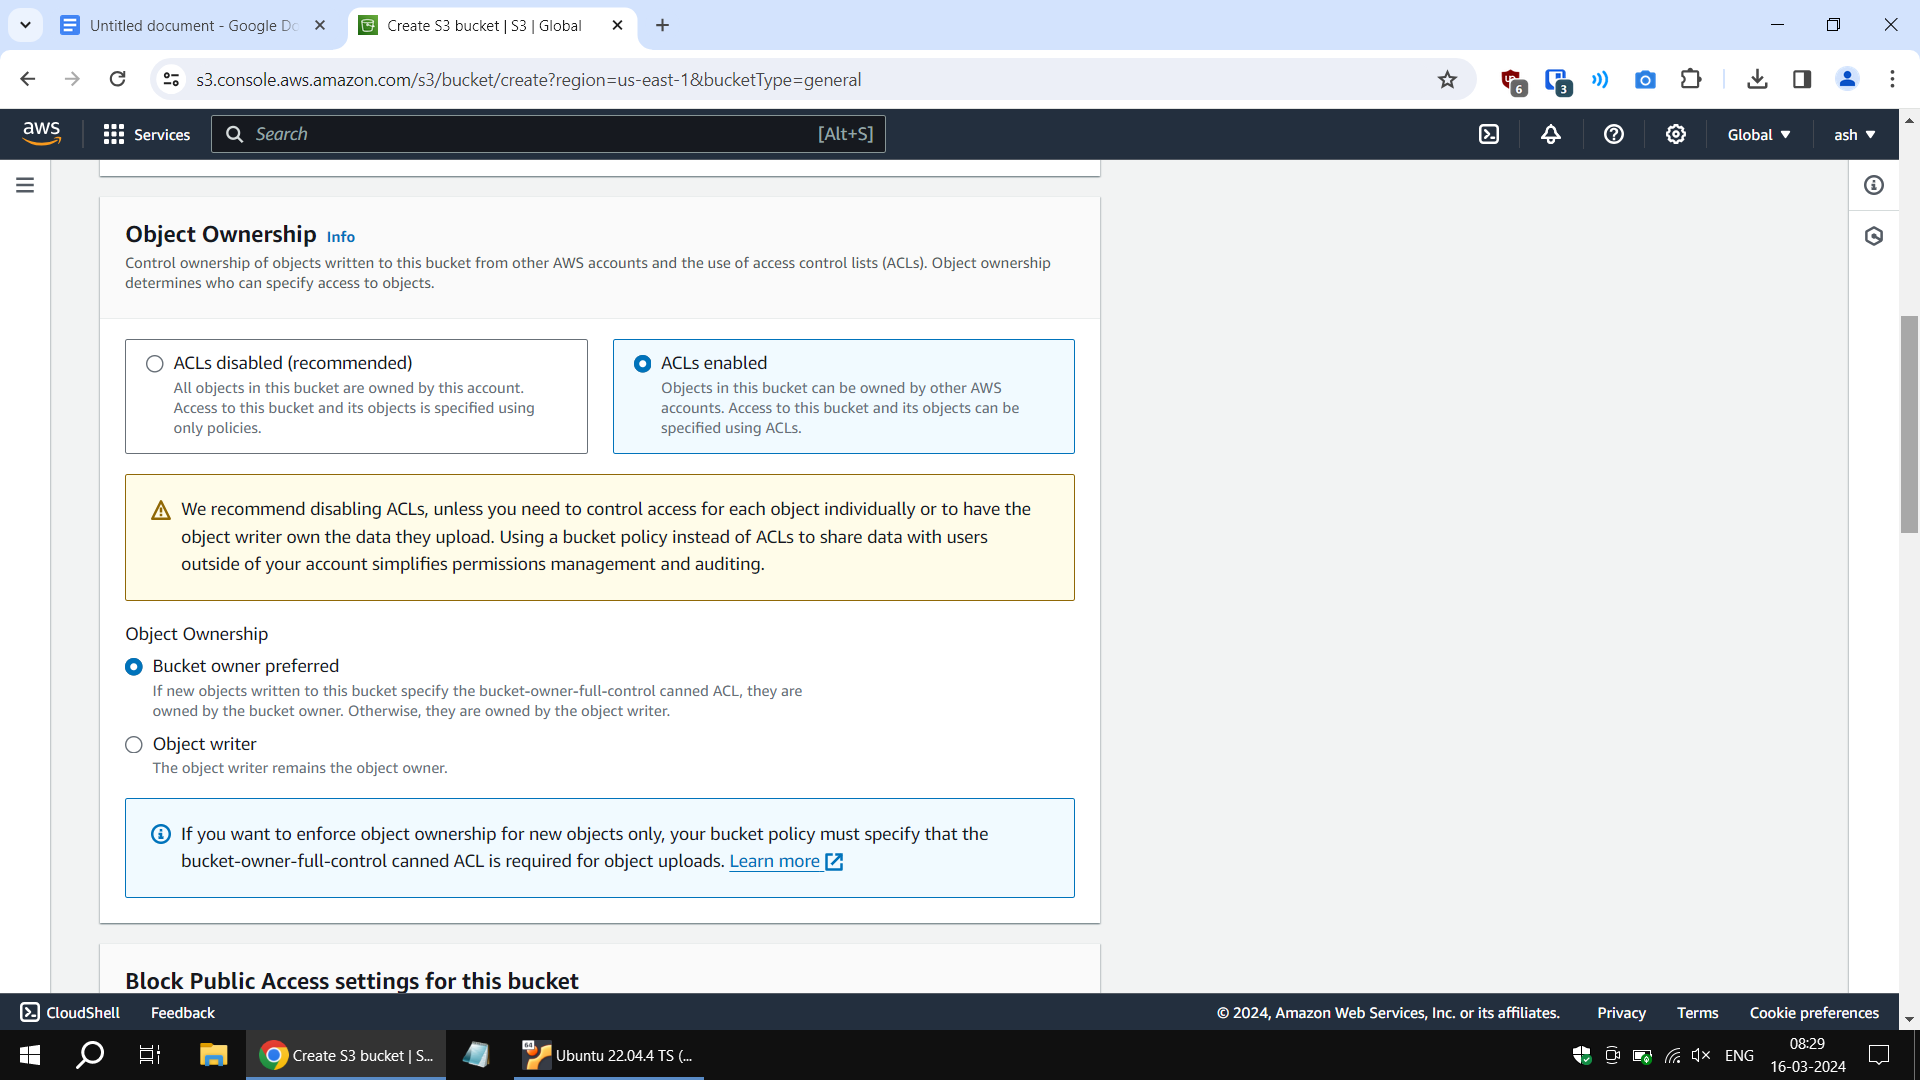 Untitled document - Google Do
Create S3 bucket | S3 | Global
s3.console.aws.amazon.com/s3/bucket/create?region=us-east-1&bucketType=general
6
3
aws
Services
Search
[Alt+S]
Global
ash
Object Ownership Info
Control ownership of objects written to this bucket from other AWS accounts and the use of access control lists (ACLs). Object ownership
determines who can specify access to objects.
ACLs disabled (recommended)
All objects in this bucket are owned by this account.
Access to this bucket and its objects is specified using
only policies.
ACLs enabled
Objects in this bucket can be owned by other AWS
accounts. Access to this bucket and its objects can be
specified using ACLs.
We recommend disabling ACLs, unless you need to control access for each object individually or to have the
object writer own the data they upload. Using a bucket policy instead of ACLs to share data with users
outside of your account simplifies permissions management and auditing.
Object Ownership
Bucket owner preferred
If new objects written to this bucket specify the bucket-owner-full-control canned ACL, they are
owned by the bucket owner. Otherwise, they are owned by the object writer.
Object writer
The object writer remains the object owner.
If you want to enforce object ownership for new objects only, your bucket policy must specify that the
bucket-owner-full-control canned ACL is required for object uploads. Learn more
Block Public Access settings for this bucket
CloudShell
Feedback
© 2024, Amazon Web Services, Inc. or its affiliates.
Privacy
Terms
Cookie preferences
Create S3 bucket | S...
64
Ubuntu 22.04.4 TS (...
ENG
08:29
16-03-2024